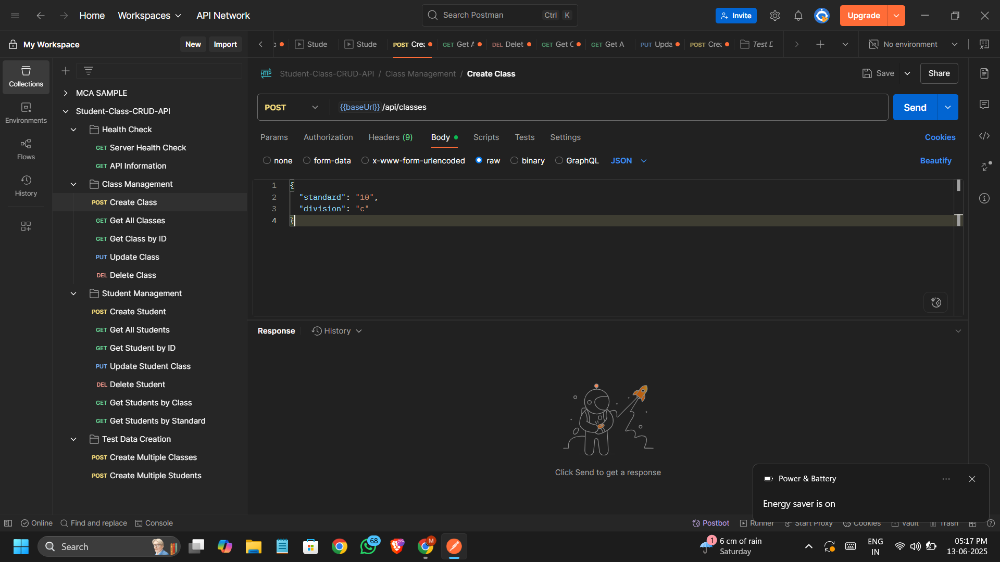 Home
Workspaces
API Network
Search Postman
Ctrl K
Invite
Upgrade
My Workspace
New
Import
Stude
Stude
POST Crea
GET Get A
DEL Delet
GET Get C
GET Get A
PUT Upda
POST Crea
Test D
No environment
Collections
Environments
Flows
History
MCA SAMPLE
Student-Class-CRUD-API
Health Check
GET Server Health Check
GET API Information
Class Management
POST Create Class
GET Get All Classes
GET Get Class by ID
PUT Update Class
DEL Delete Class
Student Management
POST Create Student
GET Get All Students
GET Get Student by ID
PUT Update Student Class
DEL Delete Student
GET Get Students by Class
GET Get Students by Standard
Test Data Creation
POST Create Multiple Classes
POST Create Multiple Students
HTTP Student-Class-CRUD-API / Class Management / Create Class
Save
Share
POST
{{baseUrl}} /api/classes
Send
Params
Authorization
Headers (9)
Body
Scripts
Tests
Settings
Cookies
none
form-data
x-www-form-urlencoded
raw
binary
GraphQL
JSON
Beautify
1 {
2 "standard": "10",
3 "division": "c"
4 }
Response
History
Click Send to get a response
Power & Battery
Energy saver is on
Online
Find and replace
Console
Postbot
Runner
Start Proxy
Cookies
Vault
Trash
Search
68
M
1
6 cm of rain
Saturday
ENG
IN
05:17 PM
13-06-2025